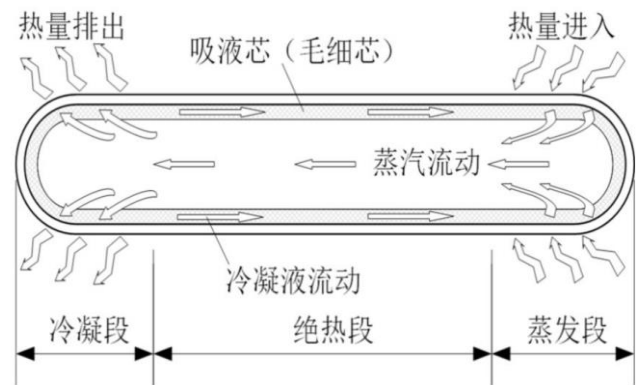 热量排出
热量进入
吸液芯（毛细芯）
蒸汽流动
冷凝液流动
冷凝段
绝热段
蒸发段